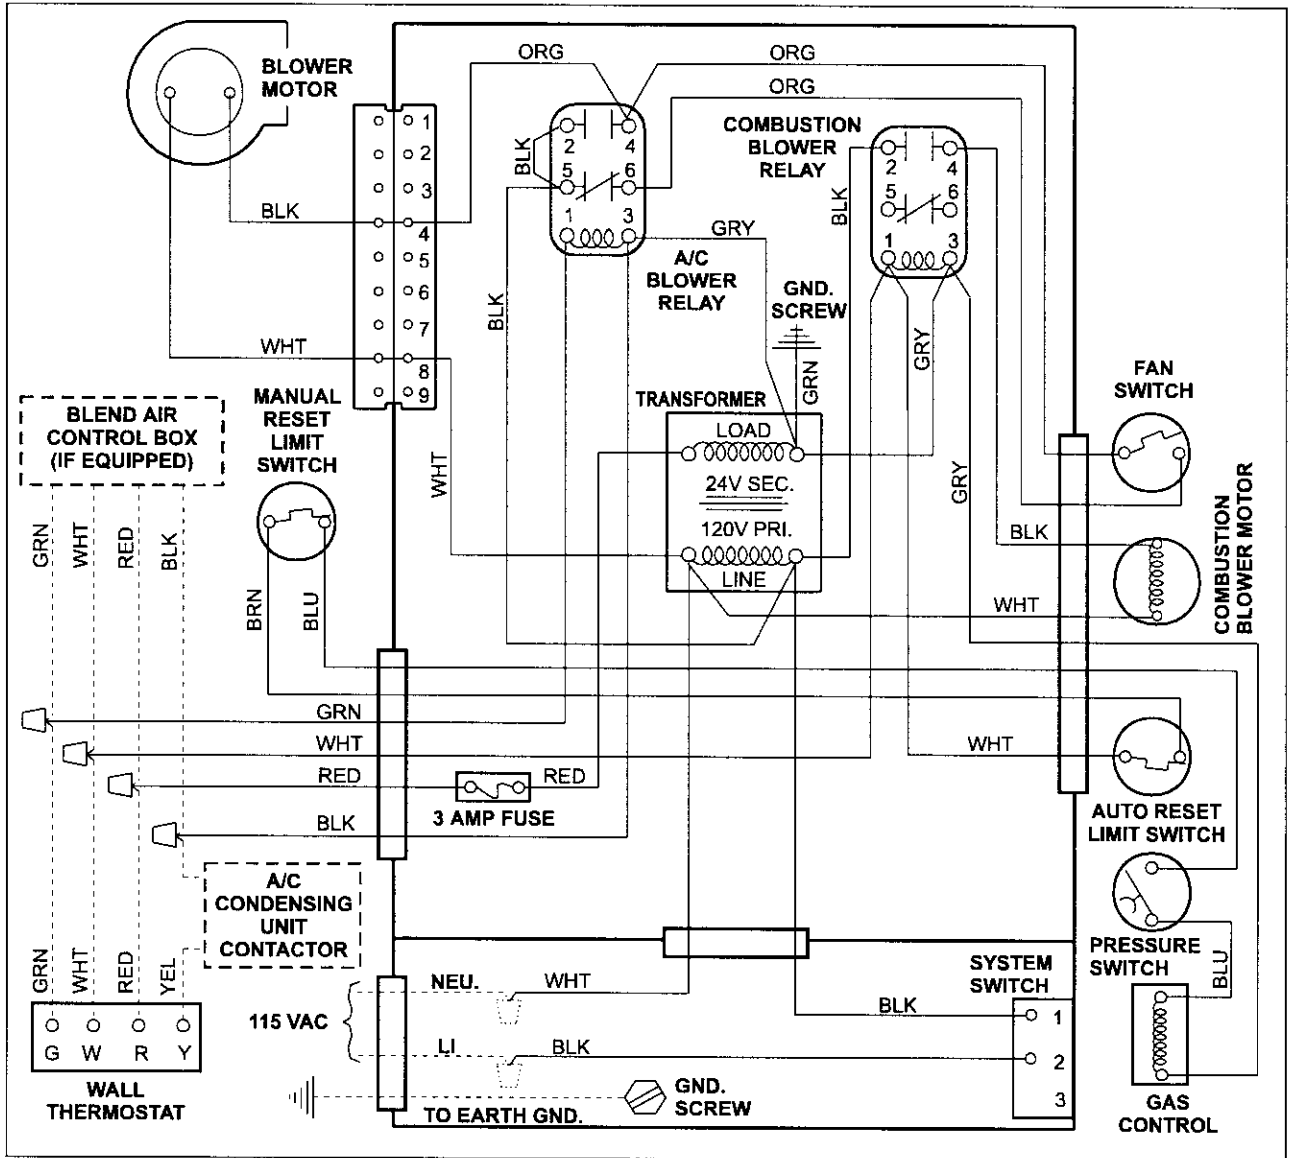 BLOWER
MOTOR
ORG
ORG
ORG
1
2
3
4
5
6
7
8
9
BLK
WHT
BLK
2
4
5
6
1
3
A/C
BLOWER
RELAY
COMBUSTION
BLOWER
RELAY
BLK
2
4
5
6
1
3
GRY
GND.
SCREW
GRN
GRY
GRY
BLK
WHT
TRANSFORMER
LOAD
24V SEC.
120V PRI.
LINE
FAN
SWITCH
BLK
WHT
COMBUSTION
BLOWER MOTOR
BLEND AIR
CONTROL BOX
(IF EQUIPPED)
MANUAL
RESET
LIMIT
SWITCH
GRN
WHT
RED
BLK
BRN
BLU
GRN
WHT
RED
RED
3 AMP FUSE
BLK
WHT
AUTO RESET
LIMIT SWITCH
A/C
CONDENSING
UNIT
CONTACTOR
PRESSURE
SWITCH
BLU
GRN
WHT
RED
YEL
G W R Y
WALL
THERMOSTAT
115 VAC
NEU.
WHT
LI
BLK
TO EARTH GND.
GND.
SCREW
SYSTEM
SWITCH
BLK
1
2
3
GAS
CONTROL